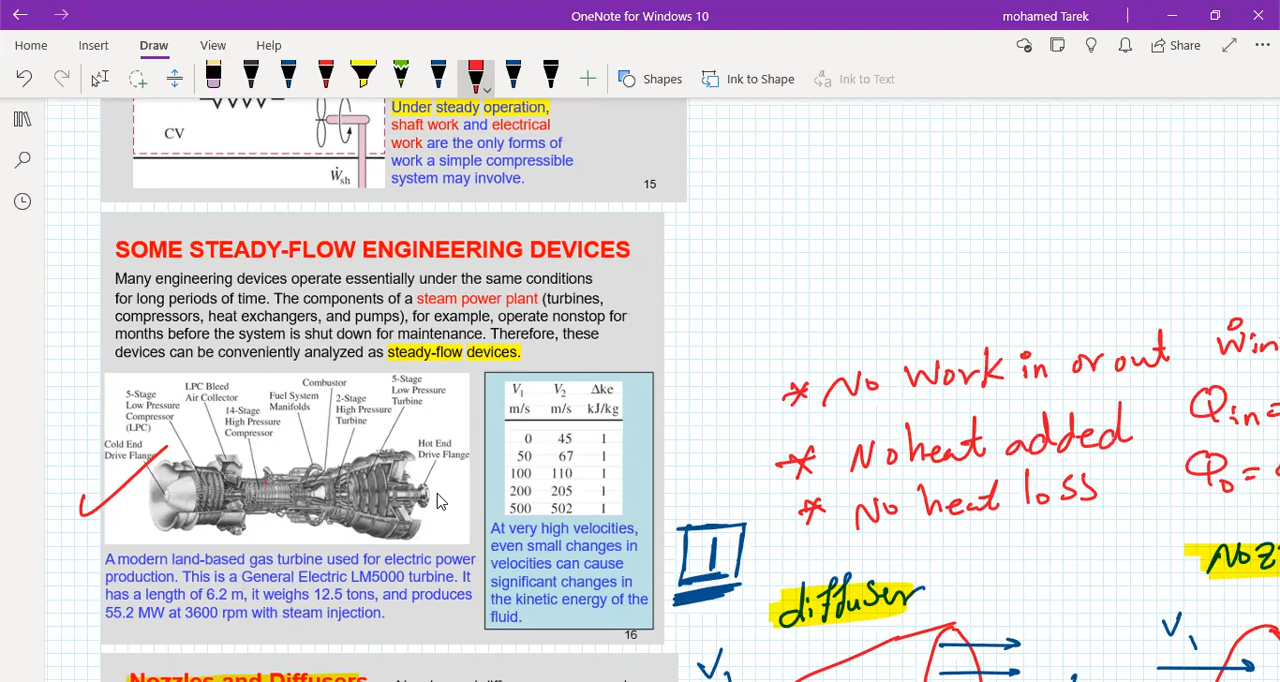 OneNote for Windows 10
mohamed Tarek
Home
Insert
Draw
View
Help
Share
Shapes
Ink to Shape
Ink to Text
CV
Ẇsh
Under steady operation,
shaft work and electrical
work are the only forms of
work a simple compressible
system may involve.
15
SOME STEADY-FLOW ENGINEERING DEVICES
Many engineering devices operate essentially under the same conditions
for long periods of time. The components of a steam power plant (turbines,
compressors, heat exchangers, and pumps), for example, operate nonstop for
months before the system is shut down for maintenance. Therefore, these
devices can be conveniently analyzed as steady-flow devices.
5-Stage
Low Pressure
Compressor
(LPC)
LPC Bleed
Air Collector
14-Stage
High Pressure
Compressor
Fuel System
Manifolds
Combustor
2-Stage
High Pressure
Turbine
5-Stage
Low Pressure
Turbine
Cold End
Drive Flange
Hot End
Drive Flange
V1 V2 Δke
m/s m/s kJ/kg
0 45 1
50 67 1
100 110 1
200 205 1
500 502 1
At very high velocities,
even small changes in
velocities can cause
significant changes in
the kinetic energy of the
fluid.
A modern land-based gas turbine used for electric power
production. This is a General Electric LM5000 turbine. It
has a length of 6.2 m, it weighs 12.5 tons, and produces
55.2 MW at 3600 rpm with steam injection.
16
* No work in or out Ẇin
* No heat added Qin=
* No heat loss Qo=
1
diffuser
Noz
V1
V1